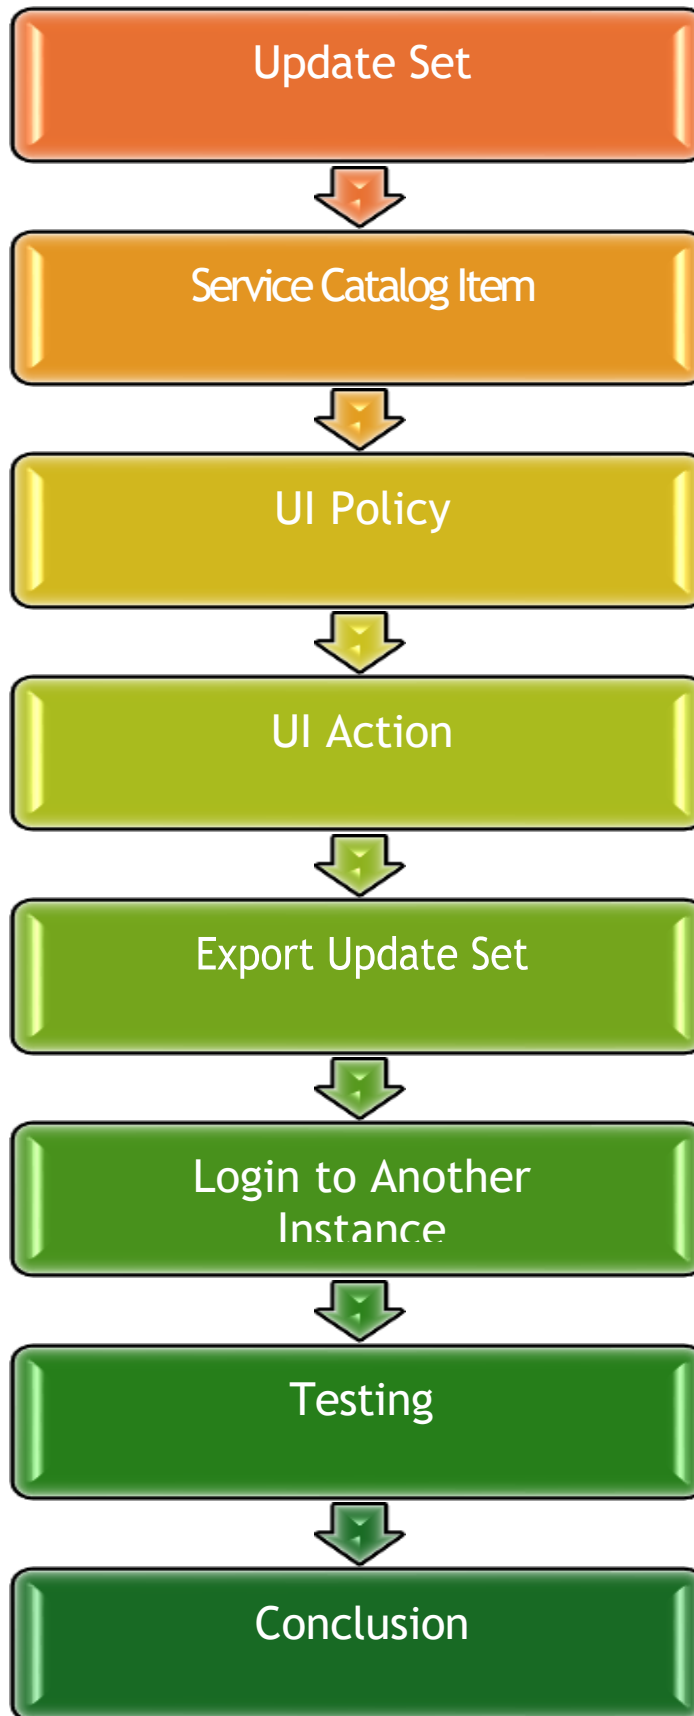 Update Set
Service Catalog Item
UI Policy
UI Action
Export Update Set
Login to Another
Instance
Testing
Conclusion